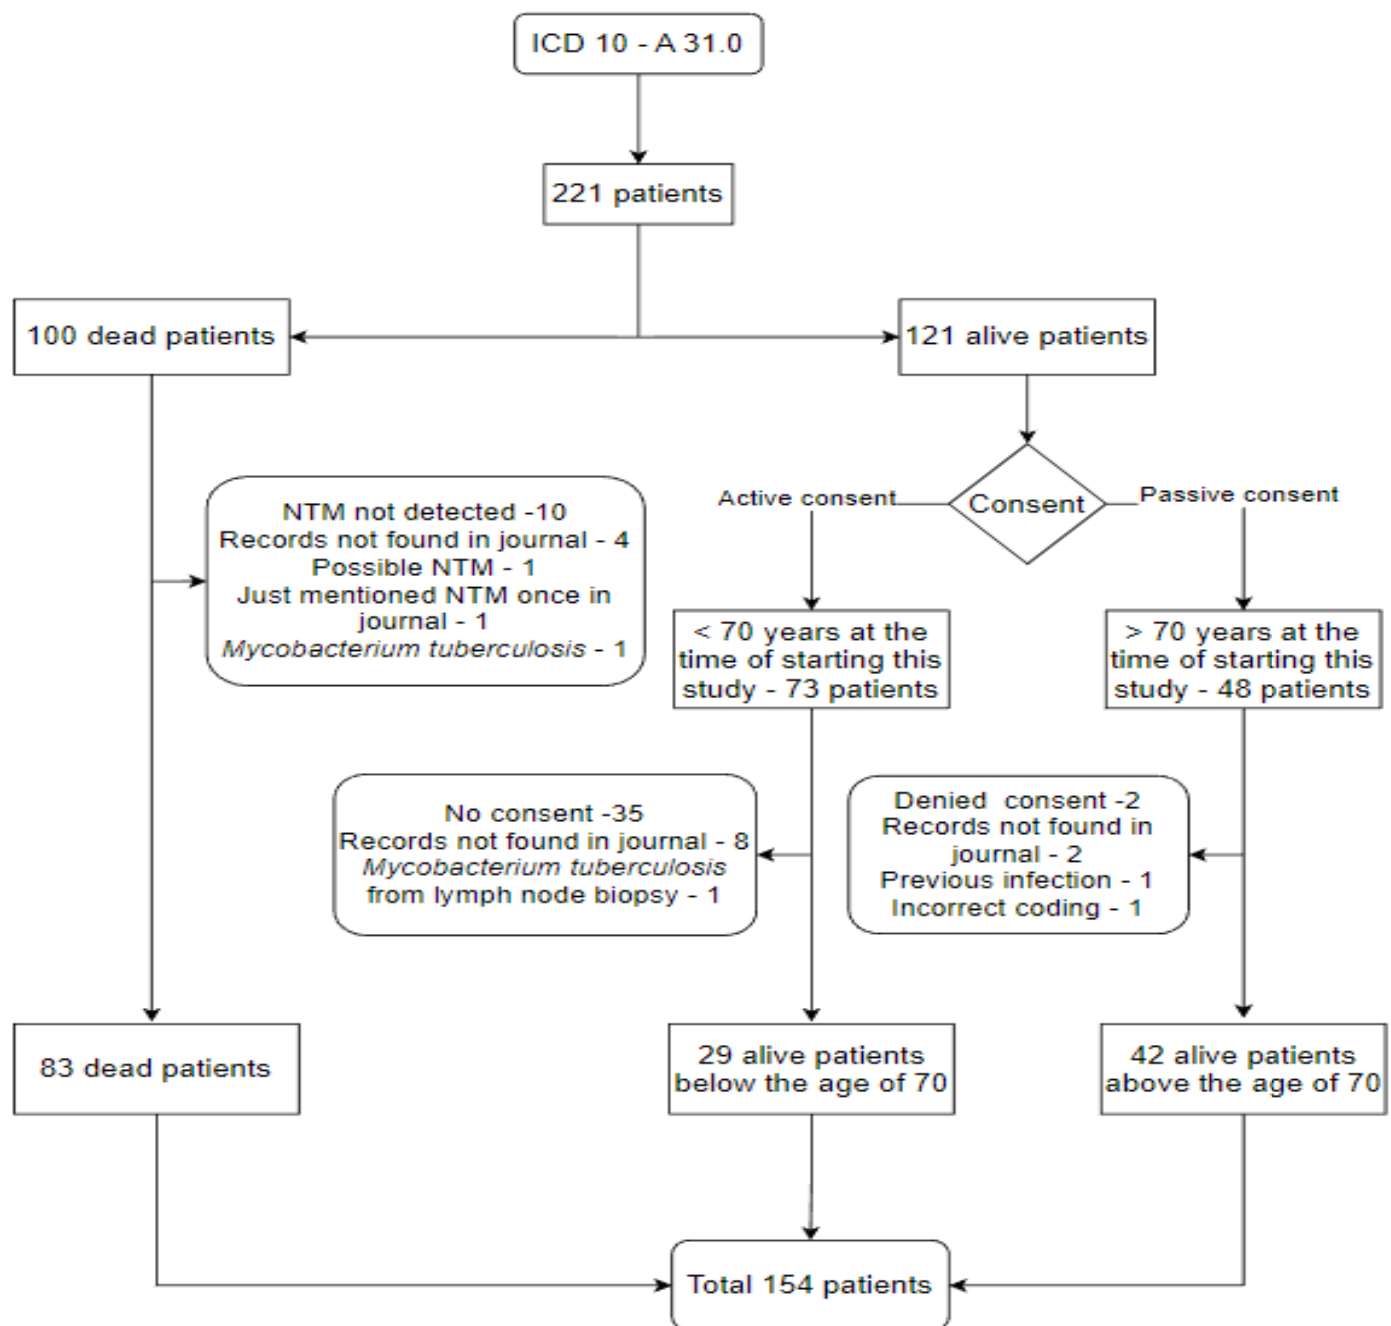 ICD 10 - A 31.0
221 patients
100 dead patients
121 alive patients
Consent
Active consent
Passive consent
NTM not detected -10
Records not found in journal - 4
Possible NTM - 1
Just mentioned NTM once in
journal - 1
Mycobacterium tuberculosis - 1
< 70 years at the
time of starting this
study - 73 patients
> 70 years at the
time of starting this
study - 48 patients
No consent -35
Records not found in journal - 8
Mycobacterium tuberculosis
from lymph node biopsy - 1
Denied  consent -2
Records not found in
journal - 2
Previous infection - 1
Incorrect coding - 1
83 dead patients
29 alive patients
below the age of 70
42 alive patients
above the age of 70
Total 154 patients